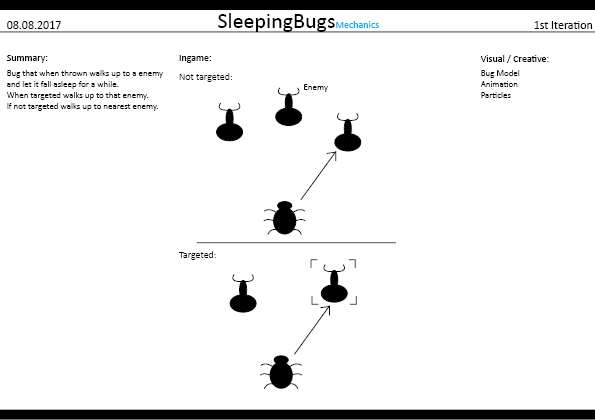 08.08.2017
SleepingBugs Mechanics
1st Iteration
Summary:
Bug that when thrown walks up to a enemy
and let it fall asleep for a while.
When targeted walks up to that enemy.
If not targeted walks up to nearest enemy.
Ingame:
Not targeted:
Enemy
Targeted:
Visual / Creative:
Bug Model
Animation
Particles